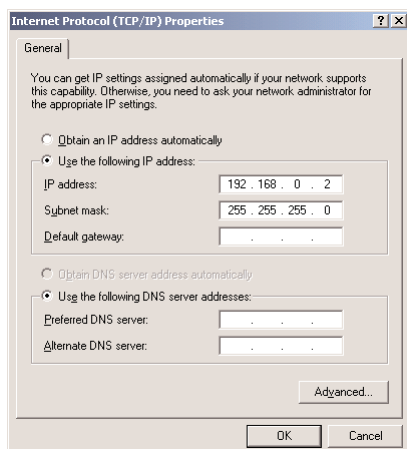 Internet Protocol (TCP/IP) Properties
General
You can get IP settings assigned automatically if your network supports
this capability. Otherwise, you need to ask your network administrator for
the appropriate IP settings.
Obtain an IP address automatically
Use the following IP address:
IP address: 192 . 168 . 0 . 2
Subnet mask: 255 . 255 . 255 . 0
Default gateway: . . .
Obtain DNS server address automatically
Use the following DNS server addresses:
Preferred DNS server: . . .
Alternate DNS server: . . .
Advanced...
OK Cancel